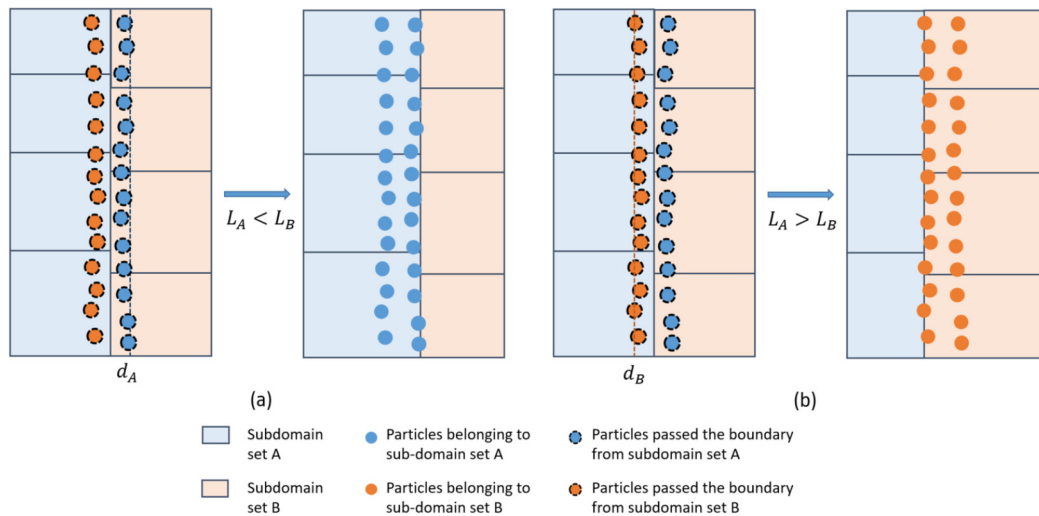 L_A < L_B
L_A > L_B
d_A
d_B
(a)
(b)
Subdomain
set A
Particles belonging to
sub-domain set A
Particles passed the boundary
from subdomain set A
Subdomain
set B
Particles belonging to
sub-domain set B
Particles passed the boundary
from subdomain set B